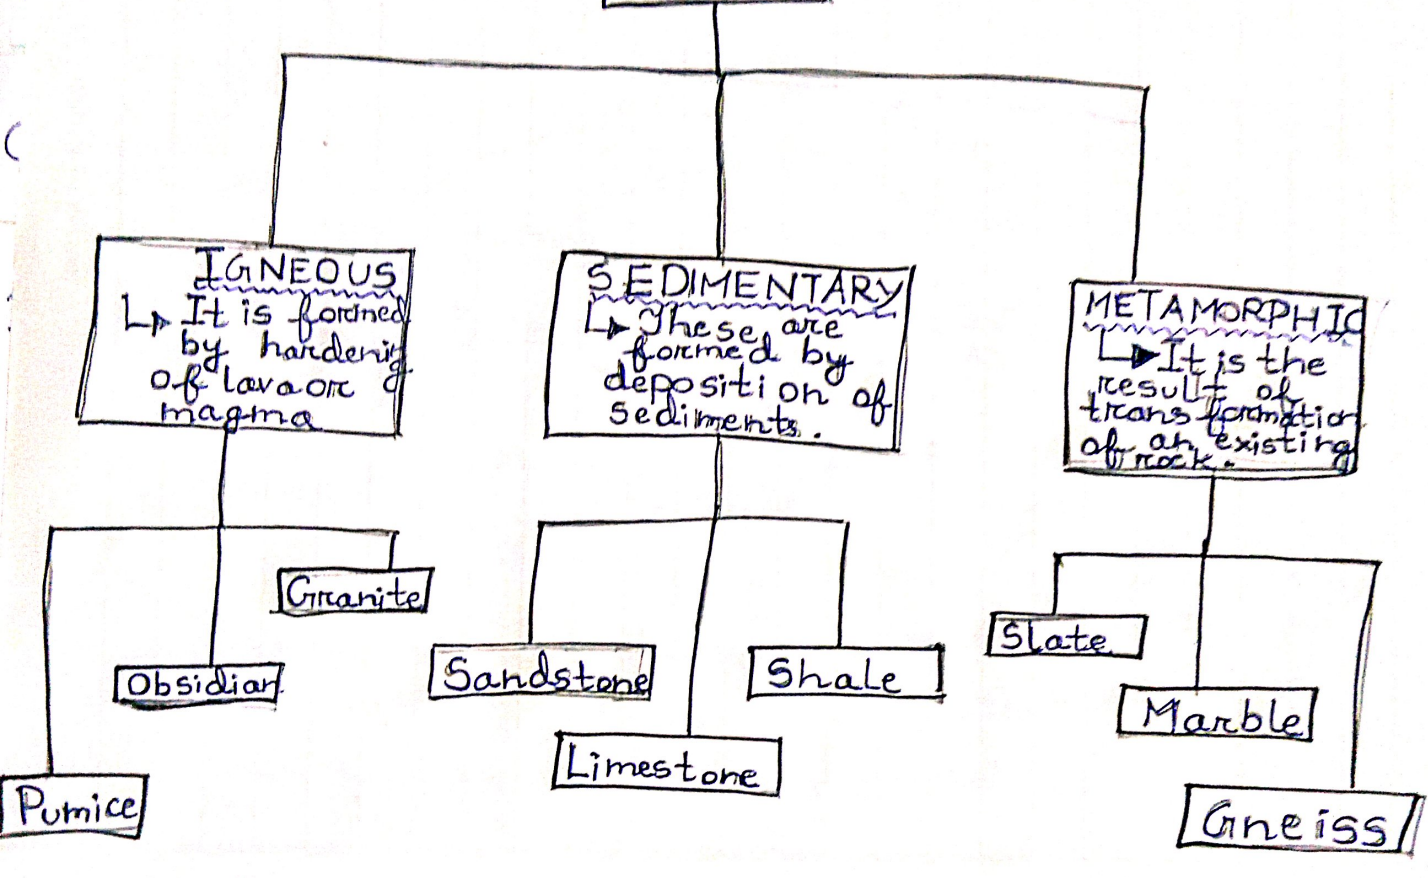 IGNEOUS
It is formed
by hardenig
of lava or
magma
SEDIMENTARY
These are
formed by
deposition of
sediments.
METAMORPHIC
It is the
result of
transformation
of an existing
rock.
Granite
Obsidian
Pumice
Sandstone
Shale
Limestone
Slate
Marble
Gneiss